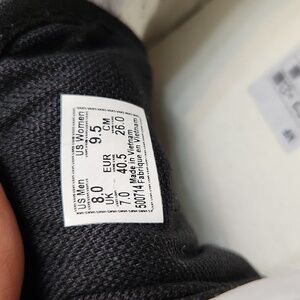 US Men US Women
8.0 9.5
UK EUR CM
7.0 40.5 26.0
Made in Vietnam
500714 Fabriqué en Vietnam